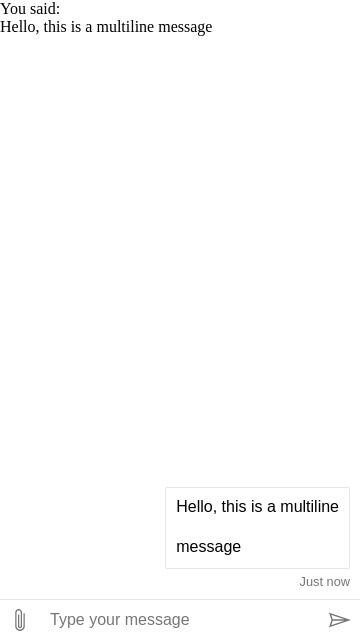 You said:
Hello, this is a multiline message
Hello, this is a multiline
message
Just now
Type your message